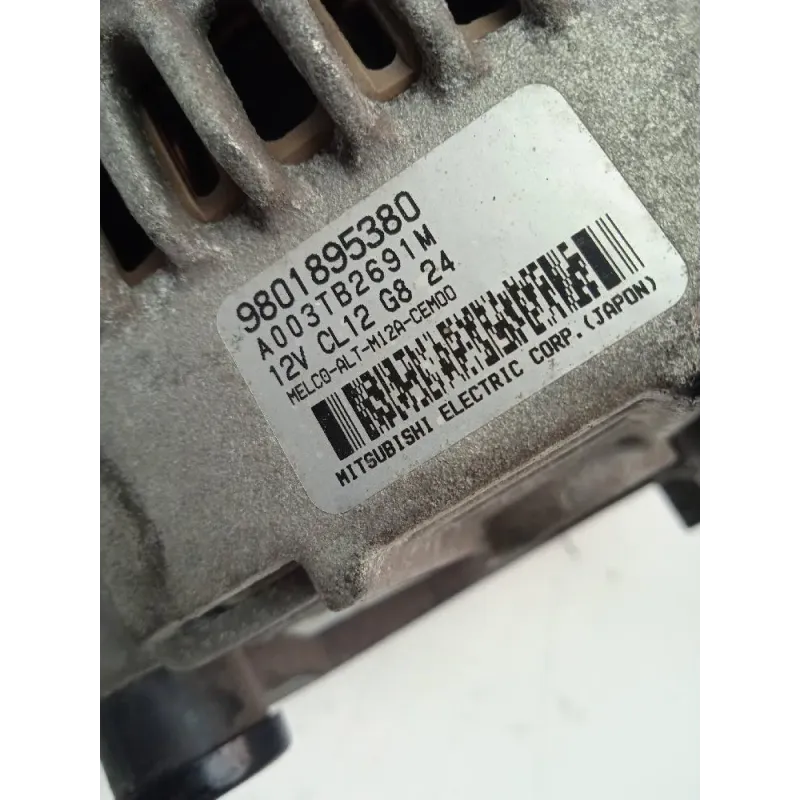 9801895380
A003TB2691M
12V CL12 G8 24
MELCO-ALT-M12A-CEM00
MITSUBISHI ELECTRIC CORP.(JAPON)